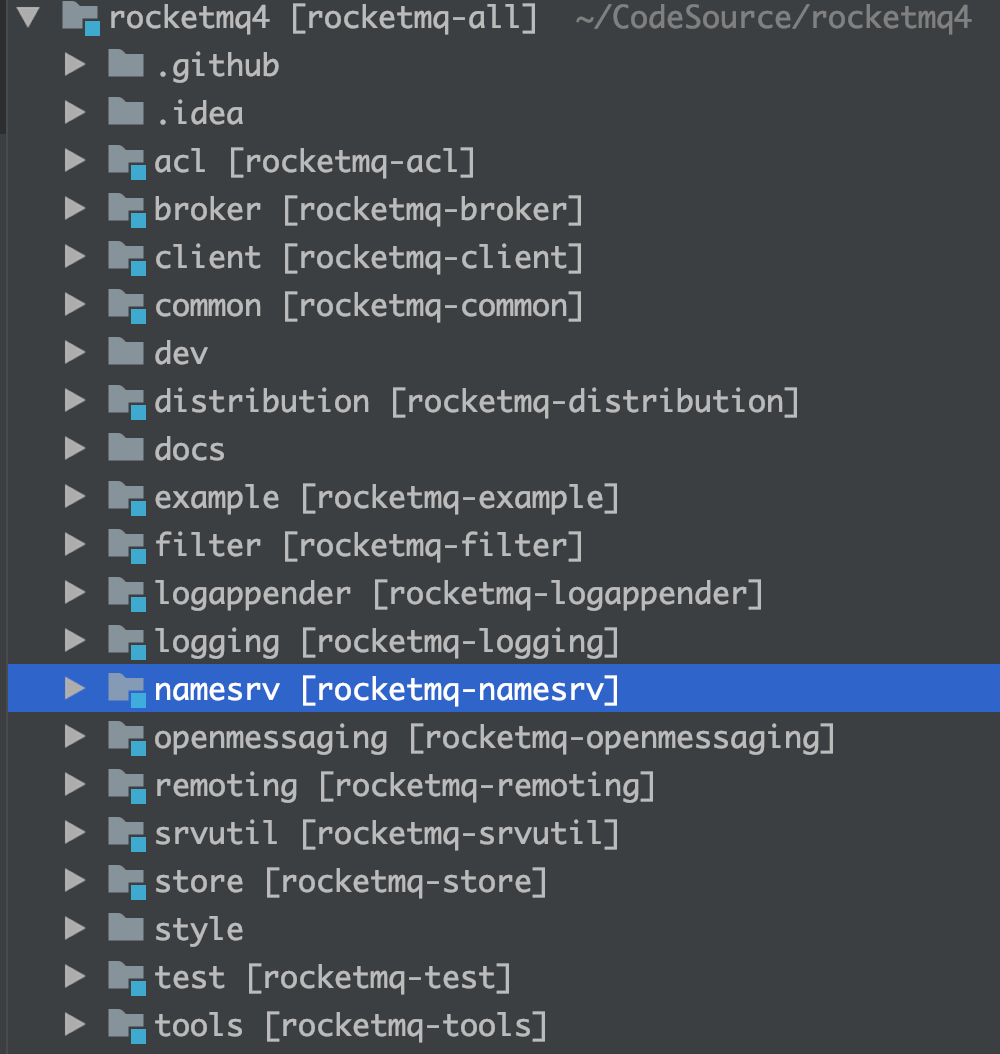 rocketmq4 [rocketmq-all] ~/CodeSource/rocketmq4
.github
.idea
acl [rocketmq-acl]
broker [rocketmq-broker]
client [rocketmq-client]
common [rocketmq-common]
dev
distribution [rocketmq-distribution]
docs
example [rocketmq-example]
filter [rocketmq-filter]
logappender [rocketmq-logappender]
logging [rocketmq-logging]
namesrv [rocketmq-namesrv]
openmessaging [rocketmq-openmessaging]
remoting [rocketmq-remoting]
srvutil [rocketmq-srvutil]
store [rocketmq-store]
style
test [rocketmq-test]
tools [rocketmq-tools]